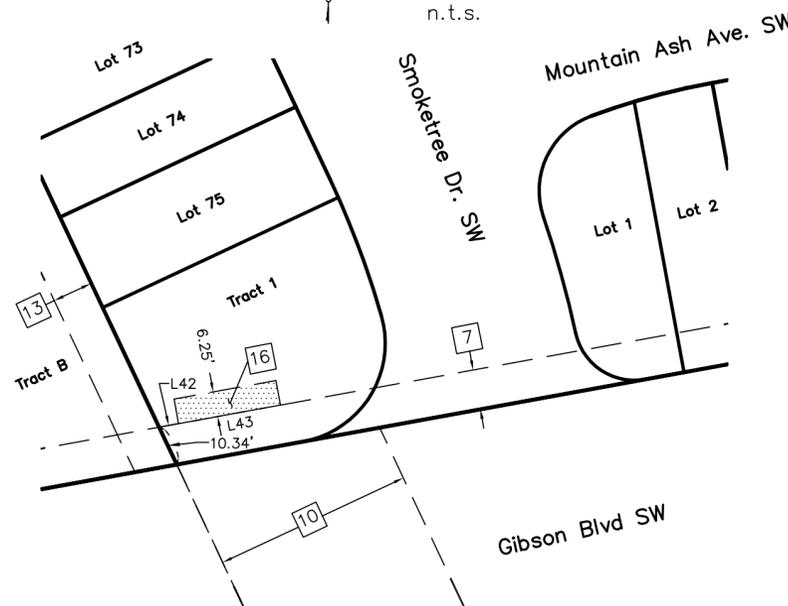 n.t.s.
Mountain Ash Ave. SW
Lot 73
Lot 74
Smoketree Dr. SW
Lot 75
Lot 1
Lot 2
Tract 1
13
6.25'
16
7
Tract B
L42
L43
10.34'
10
Gibson Blvd SW